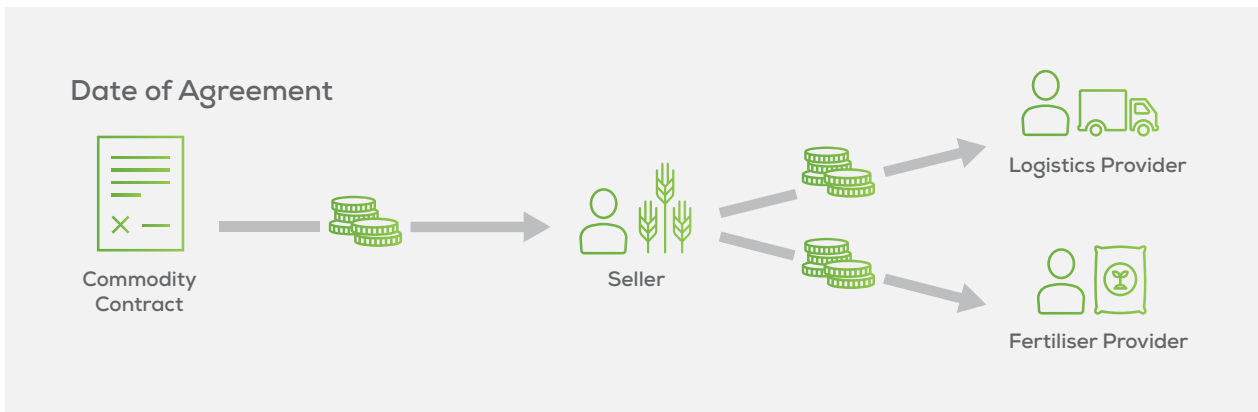 Date of Agreement
Commodity
Contract
Seller
Logistics Provider
Fertiliser Provider